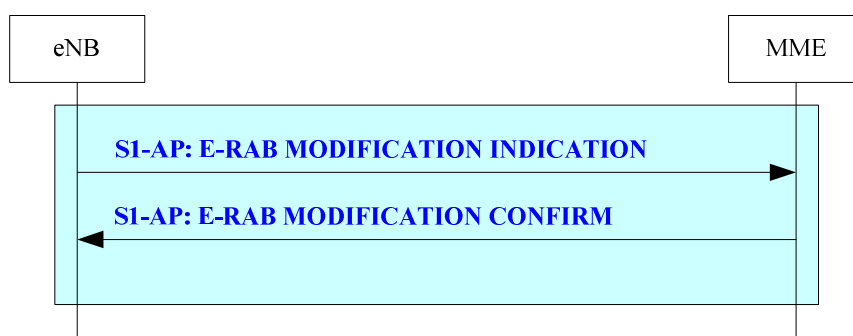 eNB
MME
S1-AP: E-RAB MODIFICATION INDICATION
S1-AP: E-RAB MODIFICATION CONFIRM